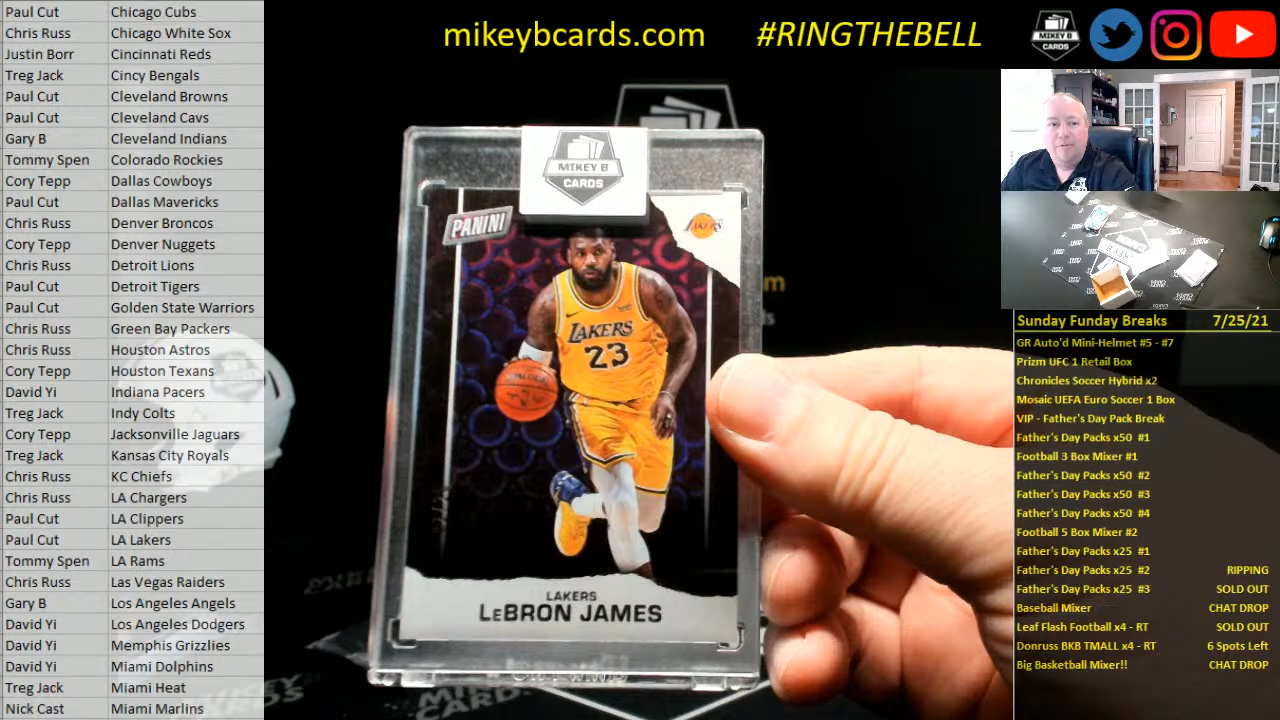 Paul Cut Chicago Cubs
Chris Russ Chicago White Sox
Justin Borr Cincinnati Reds
Treg Jack Cincy Bengals
Paul Cut Cleveland Browns
Paul Cut Cleveland Cavs
Gary B Cleveland Indians
Tommy Spen Colorado Rockies
Cory Tepp Dallas Cowboys
Paul Cut Dallas Mavericks
Chris Russ Denver Broncos
Cory Tepp Denver Nuggets
Chris Russ Detroit Lions
Paul Cut Detroit Tigers
Paul Cut Golden State Warriors
Chris Russ Green Bay Packers
Chris Russ Houston Astros
Cory Tepp Houston Texans
David Yi Indiana Pacers
Treg Jack Indy Colts
Cory Tepp Jacksonville Jaguars
Treg Jack Kansas City Royals
Chris Russ KC Chiefs
Chris Russ LA Chargers
Paul Cut LA Clippers
Paul Cut LA Lakers
Tommy Spen LA Rams
Chris Russ Las Vegas Raiders
Gary B Los Angeles Angels
David Yi Los Angeles Dodgers
David Yi Memphis Grizzlies
David Yi Miami Dolphins
Treg Jack Miami Heat
Nick Cast Miami Marlins
mikeybcards.com #RINGTHEBELL
MIKEY B
CARDS
MIKEY B
CARDS
PANINI
LAKERS
LAKERS
23
LAKERS
LEBRON JAMES
Sunday Funday Breaks 7/25/21
GR Auto'd Mini-Helmet #5 - #7
Prizm UFC 1 Retail Box
Chronicles Soccer Hybrid x2
Mosaic UEFA Euro Soccer 1 Box
VIP - Father's Day Pack Break
Father's Day Packs x50 #1
Football 3 Box Mixer #1
Father's Day Packs x50 #2
Father's Day Packs x50 #3
Father's Day Packs x50 #4
Football 5 Box Mixer #2
Father's Day Packs x25 #1
Father's Day Packs x25 #2 RIPPING
Father's Day Packs x25 #3 SOLD OUT
Baseball Mixer CHAT DROP
Leaf Flash Football x4 - RT SOLD OUT
Donruss BKB TMALL x4 - RT 6 Spots Left
Big Basketball Mixer!! CHAT DROP